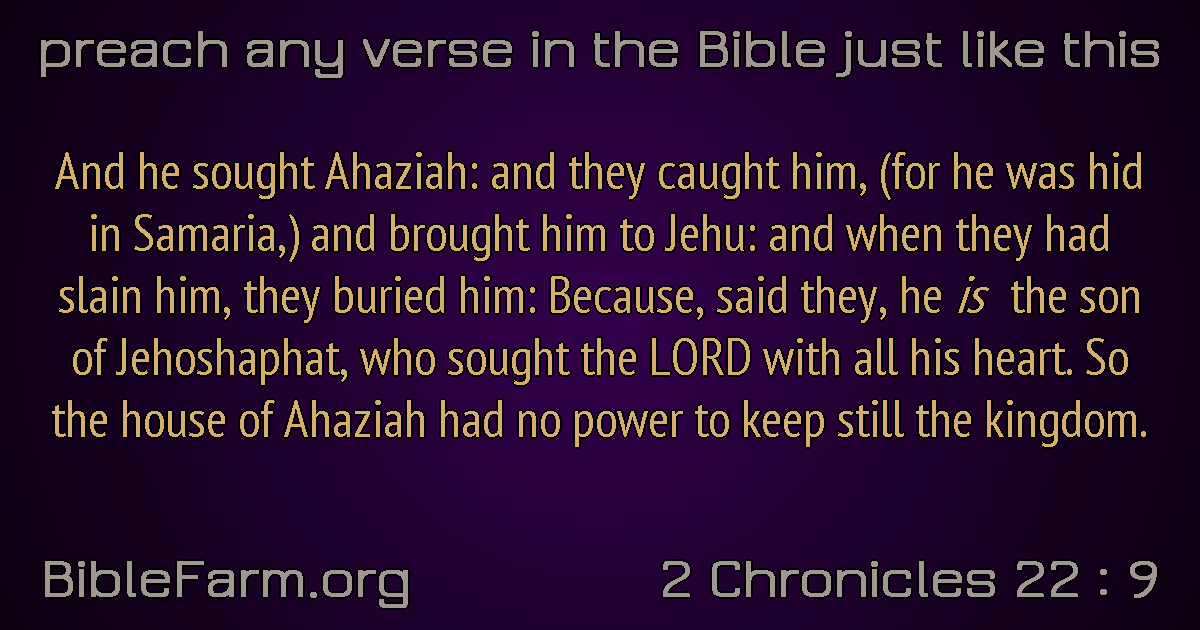 preach any verse in the Bible just like this
And he sought Ahaziah: and they caught him, (for he was hid
in Samaria,) and brought him to Jehu: and when they had
slain him, they buried him: Because, said they, he is the son
of Jehoshaphat, who sought the LORD with all his heart. So
the house of Ahaziah had no power to keep still the kingdom.
BibleFarm.org
2 Chronicles 22 : 9